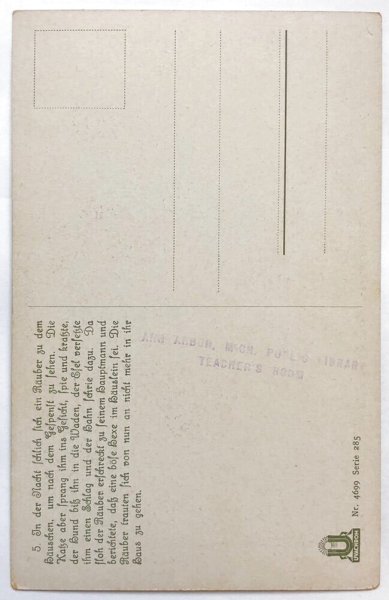 5. In der Nacht schlich sich ein Räuber zu dem
Häuschen, um nach dem Gespenst zu sehen. Die
Katze aber sprang ihm ins Gesicht, spie und kratzte,
der Hund biß ihn in die Waden, der Esel versetzte
ihm einen Schlag und der Hahn schrie dazu. Da
floh der Räuber erschreckt zu seinem Hauptmann und
berichtete, daß eine böse Hexe im Häuslein sei. Die
Räuber trauten sich von nun an nicht mehr in ihr
Haus zu gehen.
ANN ARBOR, MICH. PUBLIC LIBRARY
TEACHER'S ROOM
Nr. 4699 Serie 285
U